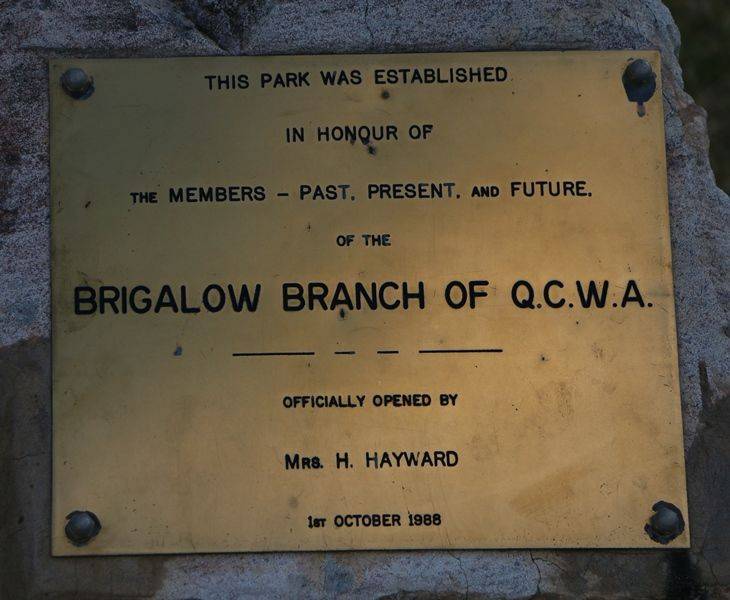 THIS PARK WAS ESTABLISHED
IN HONOUR OF
THE MEMBERS – PAST, PRESENT, AND FUTURE,
OF THE
BRIGALOW BRANCH OF Q.C.W.A.
OFFICIALLY OPENED BY
MRS. H. HAYWARD
1ST OCTOBER 1988